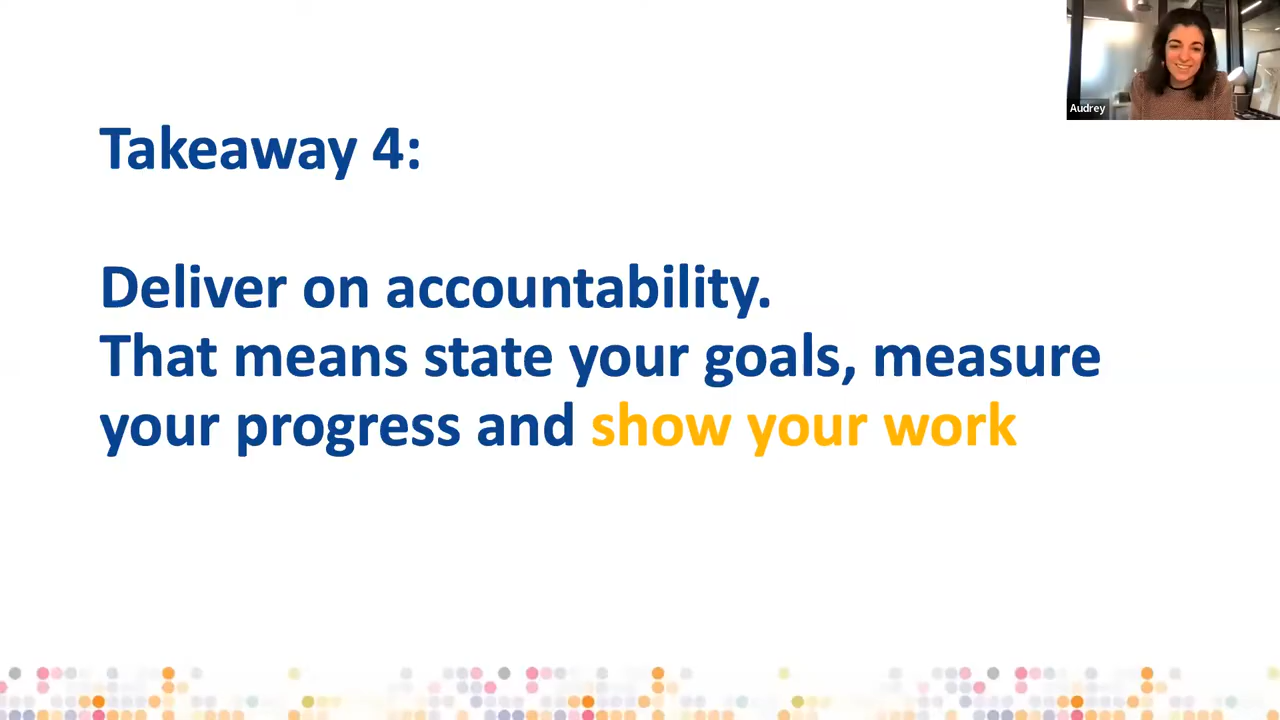 Audrey
Takeaway 4:
Deliver on accountability.
That means state your goals, measure
your progress and show your work